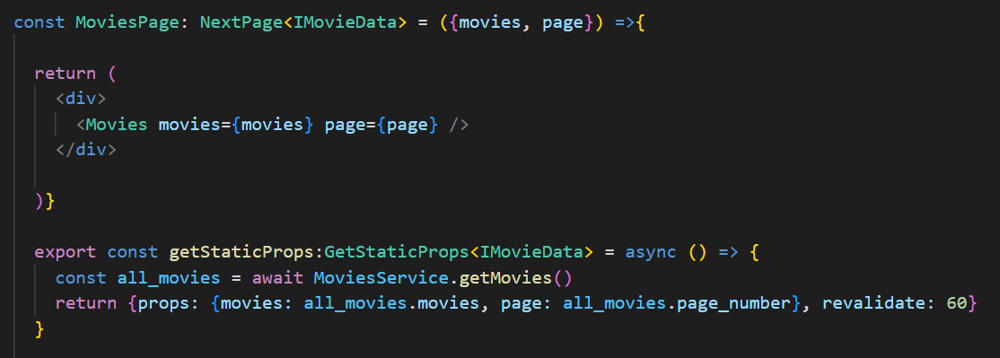 const MoviesPage: NextPage<IMovieData> = ({movies, page}) =>{
return (
<div>
<Movies movies={movies} page={page} />
</div>
)}
export const getStaticProps:GetStaticProps<IMovieData> = async () => {
const all_movies = await MoviesService.getMovies()
return {props: {movies: all_movies.movies, page: all_movies.page_number}, revalidate: 60}
}